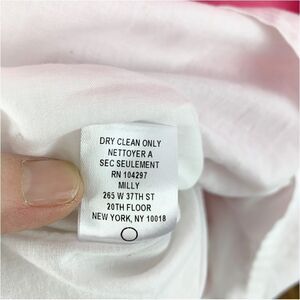 DRY CLEAN ONLY
NETTOYER A
SEC SEULEMENT
RN 104297
MILLY
265 W 37TH ST
20TH FLOOR
NEW YORK, NY 10018